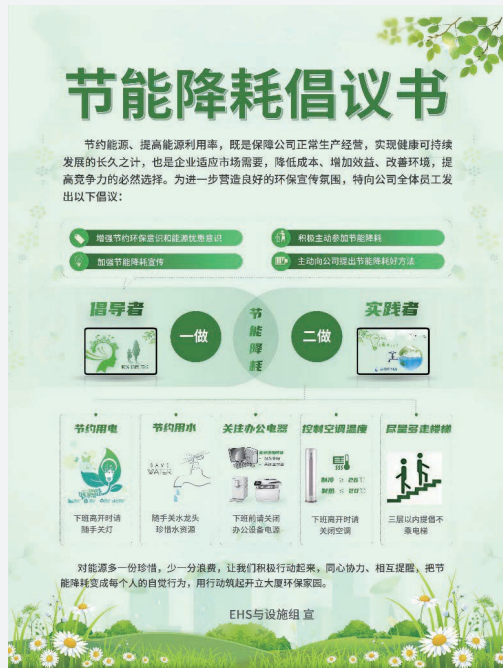 节能降耗倡议书
节约能源、提高能源利用率，既是保障公司正常生产经营，实现健康可持续
发展的长久之计，也是企业适应市场需要，降低成本、增加效益、改善环境，提
高竞争力的必然选择。为进一步营造良好的环保宣传氛围，特向公司全体员工发
出以下倡议：
增强节约环保意识和能源忧患意识
积极主动参加节能降耗
加强节能降耗宣传
主动向公司提出节能降耗好方法
倡导者
一做
节能降耗
二做
实践者
节约用电
节约用水
关注办公电器
控制空调温度
尽量多走楼梯
SAVE
WATER
下班离开时请
随手关灯
随手关水龙头
珍惜水资源
下班前请关闭
办公设备电源
下班离开时请
关闭空调
三层以内提倡不
乘电梯
对能源多一份珍惜，少一分浪费，让我们积极行动起来，同心协力、相互提醒，把节
能降耗变成每个人的自觉行为，用行动筑起开立大厦环保家园。
EHS与设施组 宣